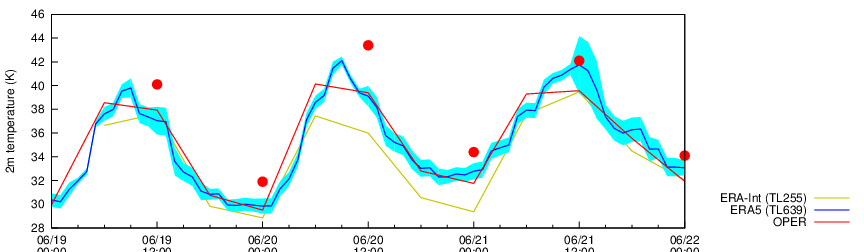 46
44
42
40
38
36
34
32
30
28
2m temperature (K)
06/19 06/19 06/20 06/20 06/21 06/21 06/22
00:00 12:00 00:00 12:00 00:00 12:00 00:00
ERA-Int (TL255)
ERA5 (TL639)
OPER